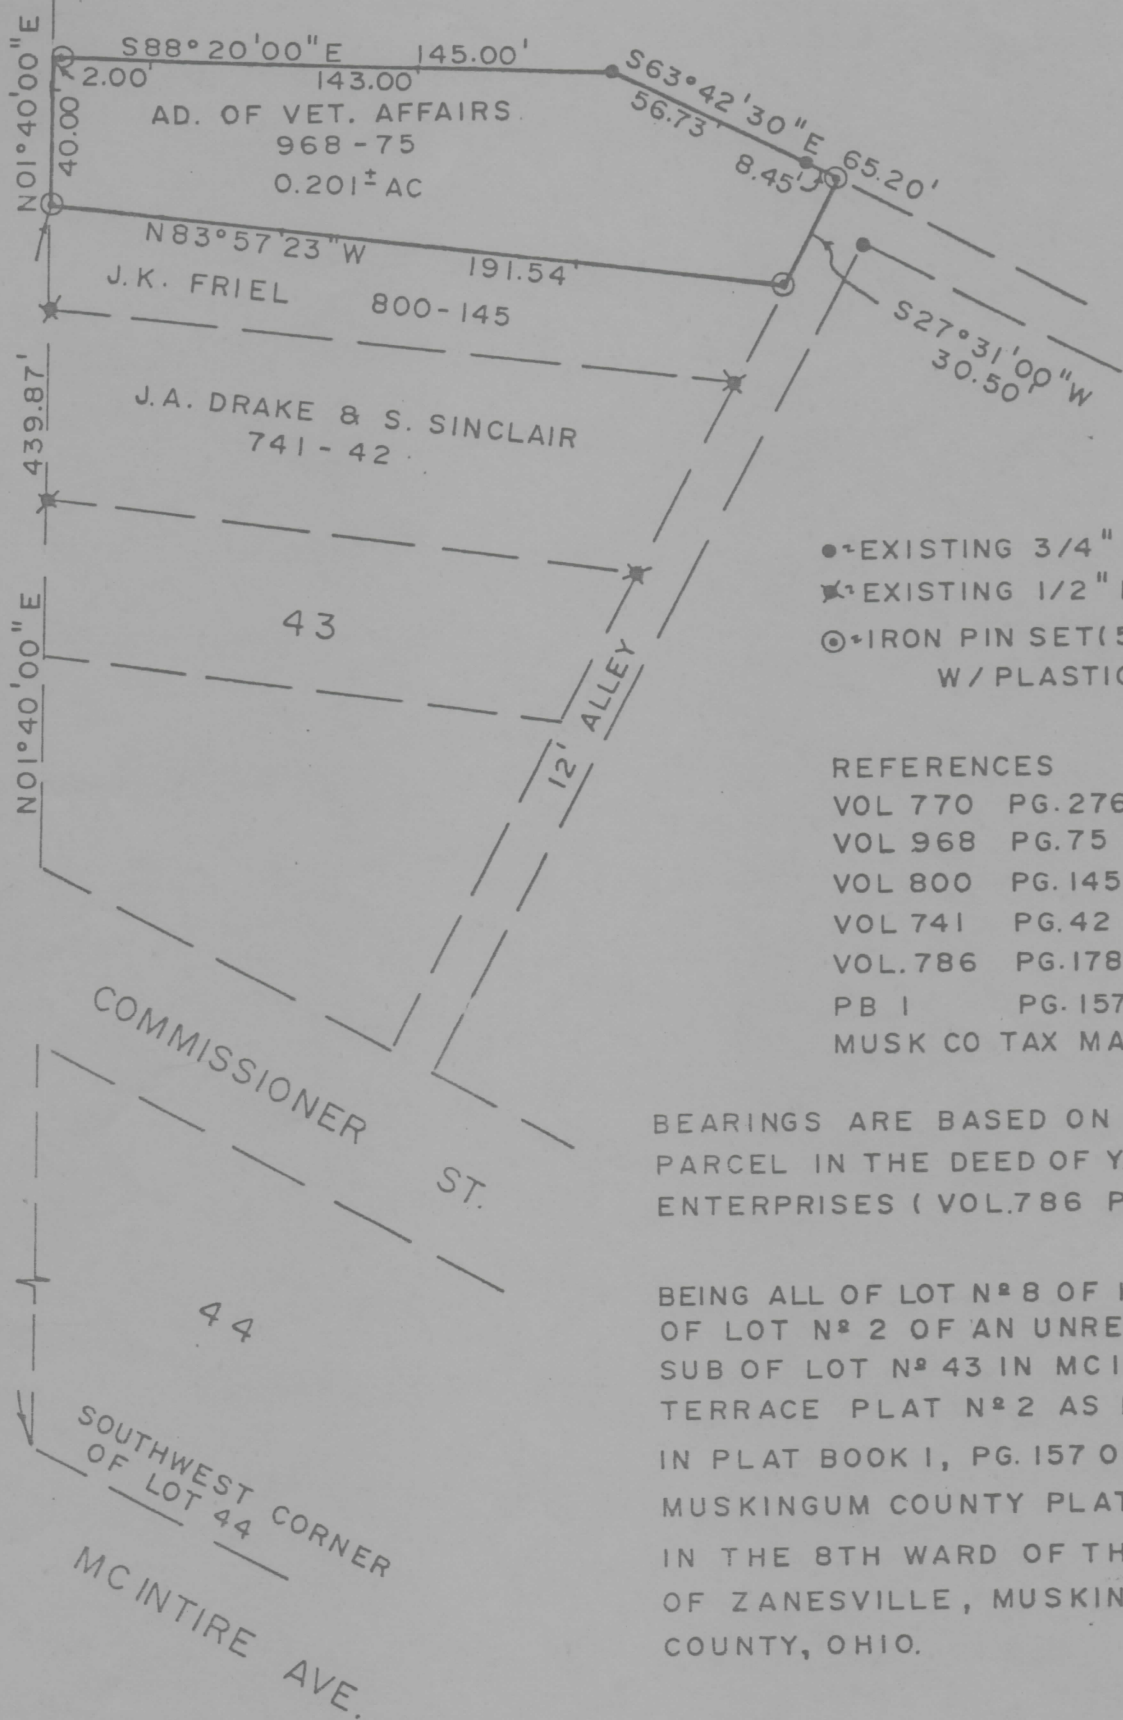 N01°40'00"E
S88°20'00"E 145.00'
2.00' 143.00'
40.00'
AD. OF VET. AFFAIRS
968-75
0.201± AC
S63°42'30"E 65.20'
56.73'
8.45'
N83°57'23"W 191.54'
S27°31'00"W
30.50'
J.K. FRIEL 800-145
J.A. DRAKE & S. SINCLAIR
741-42
439.87'
N01°40'00"E
43
12' ALLEY
COMMISSIONER ST.
44
SOUTHWEST CORNER
OF LOT 44
MCINTIRE AVE.
EXISTING 3/4"
EXISTING 1/2"
IRON PIN SET(5
W/PLASTIC
REFERENCES
VOL 770 PG.276
VOL 968 PG.75
VOL 800 PG.145
VOL 741 PG.42
VOL.786 PG.178
PB 1 PG.157
MUSK CO TAX MA
BEARINGS ARE BASED ON
PARCEL IN THE DEED OF Y
ENTERPRISES (VOL.786 P
BEING ALL OF LOT Nº 8 OF
OF LOT Nº 2 OF AN UNRE
SUB OF LOT Nº 43 IN MC I
TERRACE PLAT Nº 2 AS
IN PLAT BOOK 1, PG.157 O
MUSKINGUM COUNTY PLAT
IN THE 8TH WARD OF TH
OF ZANESVILLE, MUSKIN
COUNTY, OHIO.